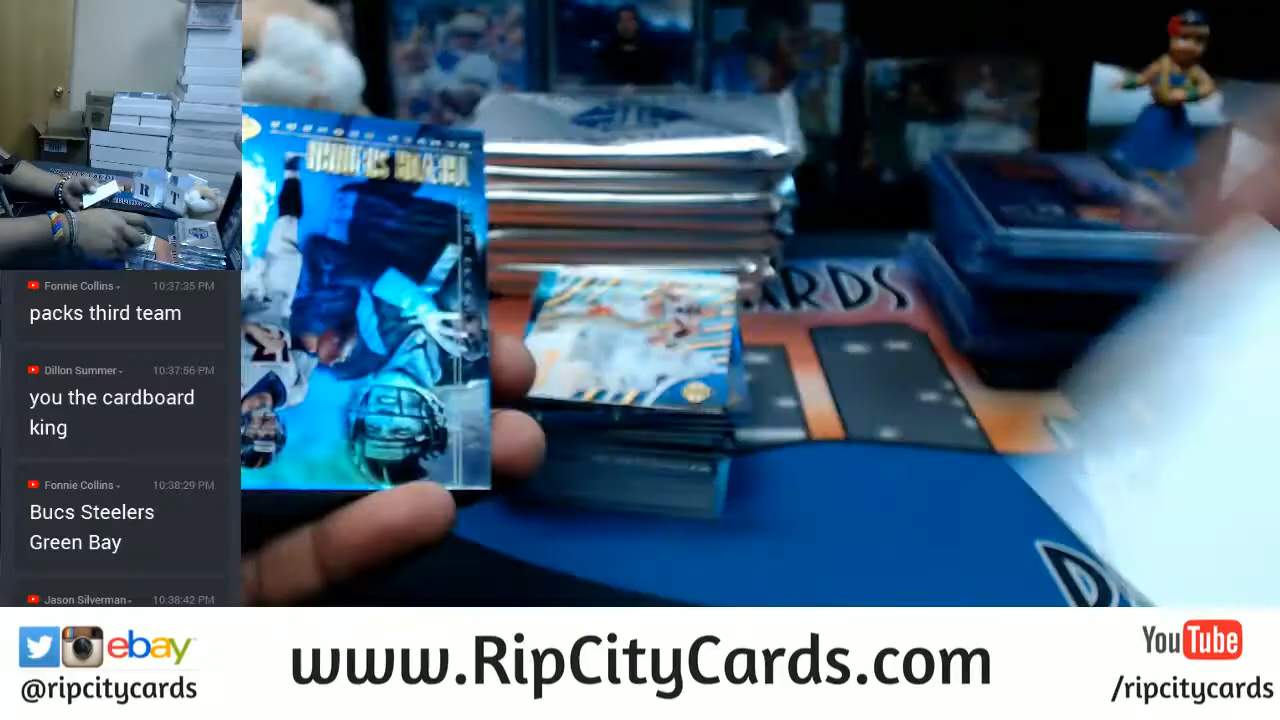 Fonnie Collins 10:37:35 PM
packs third team
Dillon Summer 10:37:56 PM
you the cardboard
king
Fonnie Collins 10:38:29 PM
Bucs Steelers
Green Bay
Jason Silverman 10:38:42 PM
R T
ARDS
D
ebay
@ripcitycards
www.RipCityCards.com
YouTube
/ripcitycards